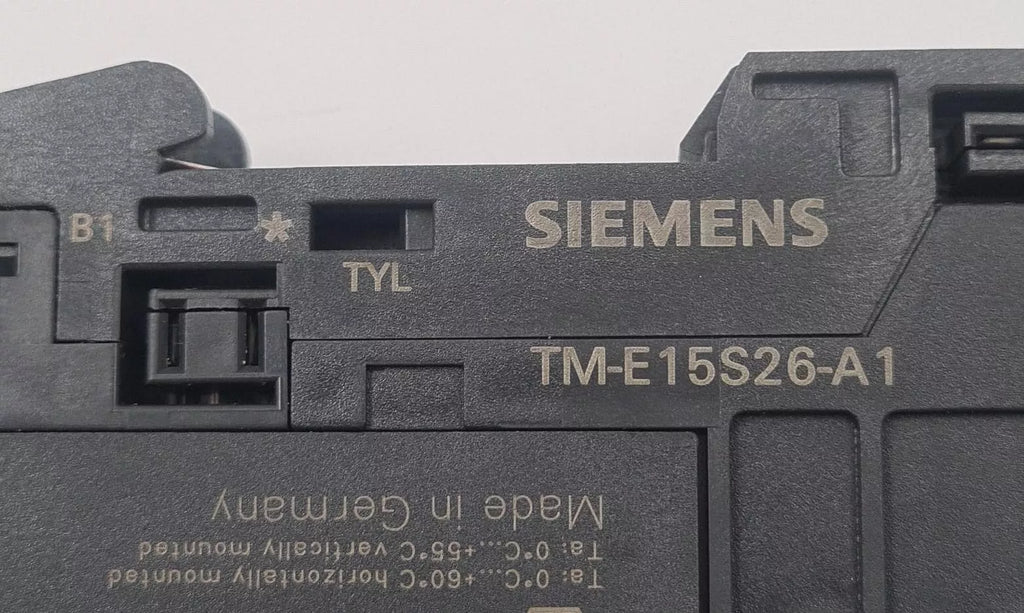 B1 * SIEMENS
TYL
TM-E15S26-A1
Ta: 0°C...+60°C horizontally mounted
Ta: 0°C...+55°C vertically mounted
Made in Germany